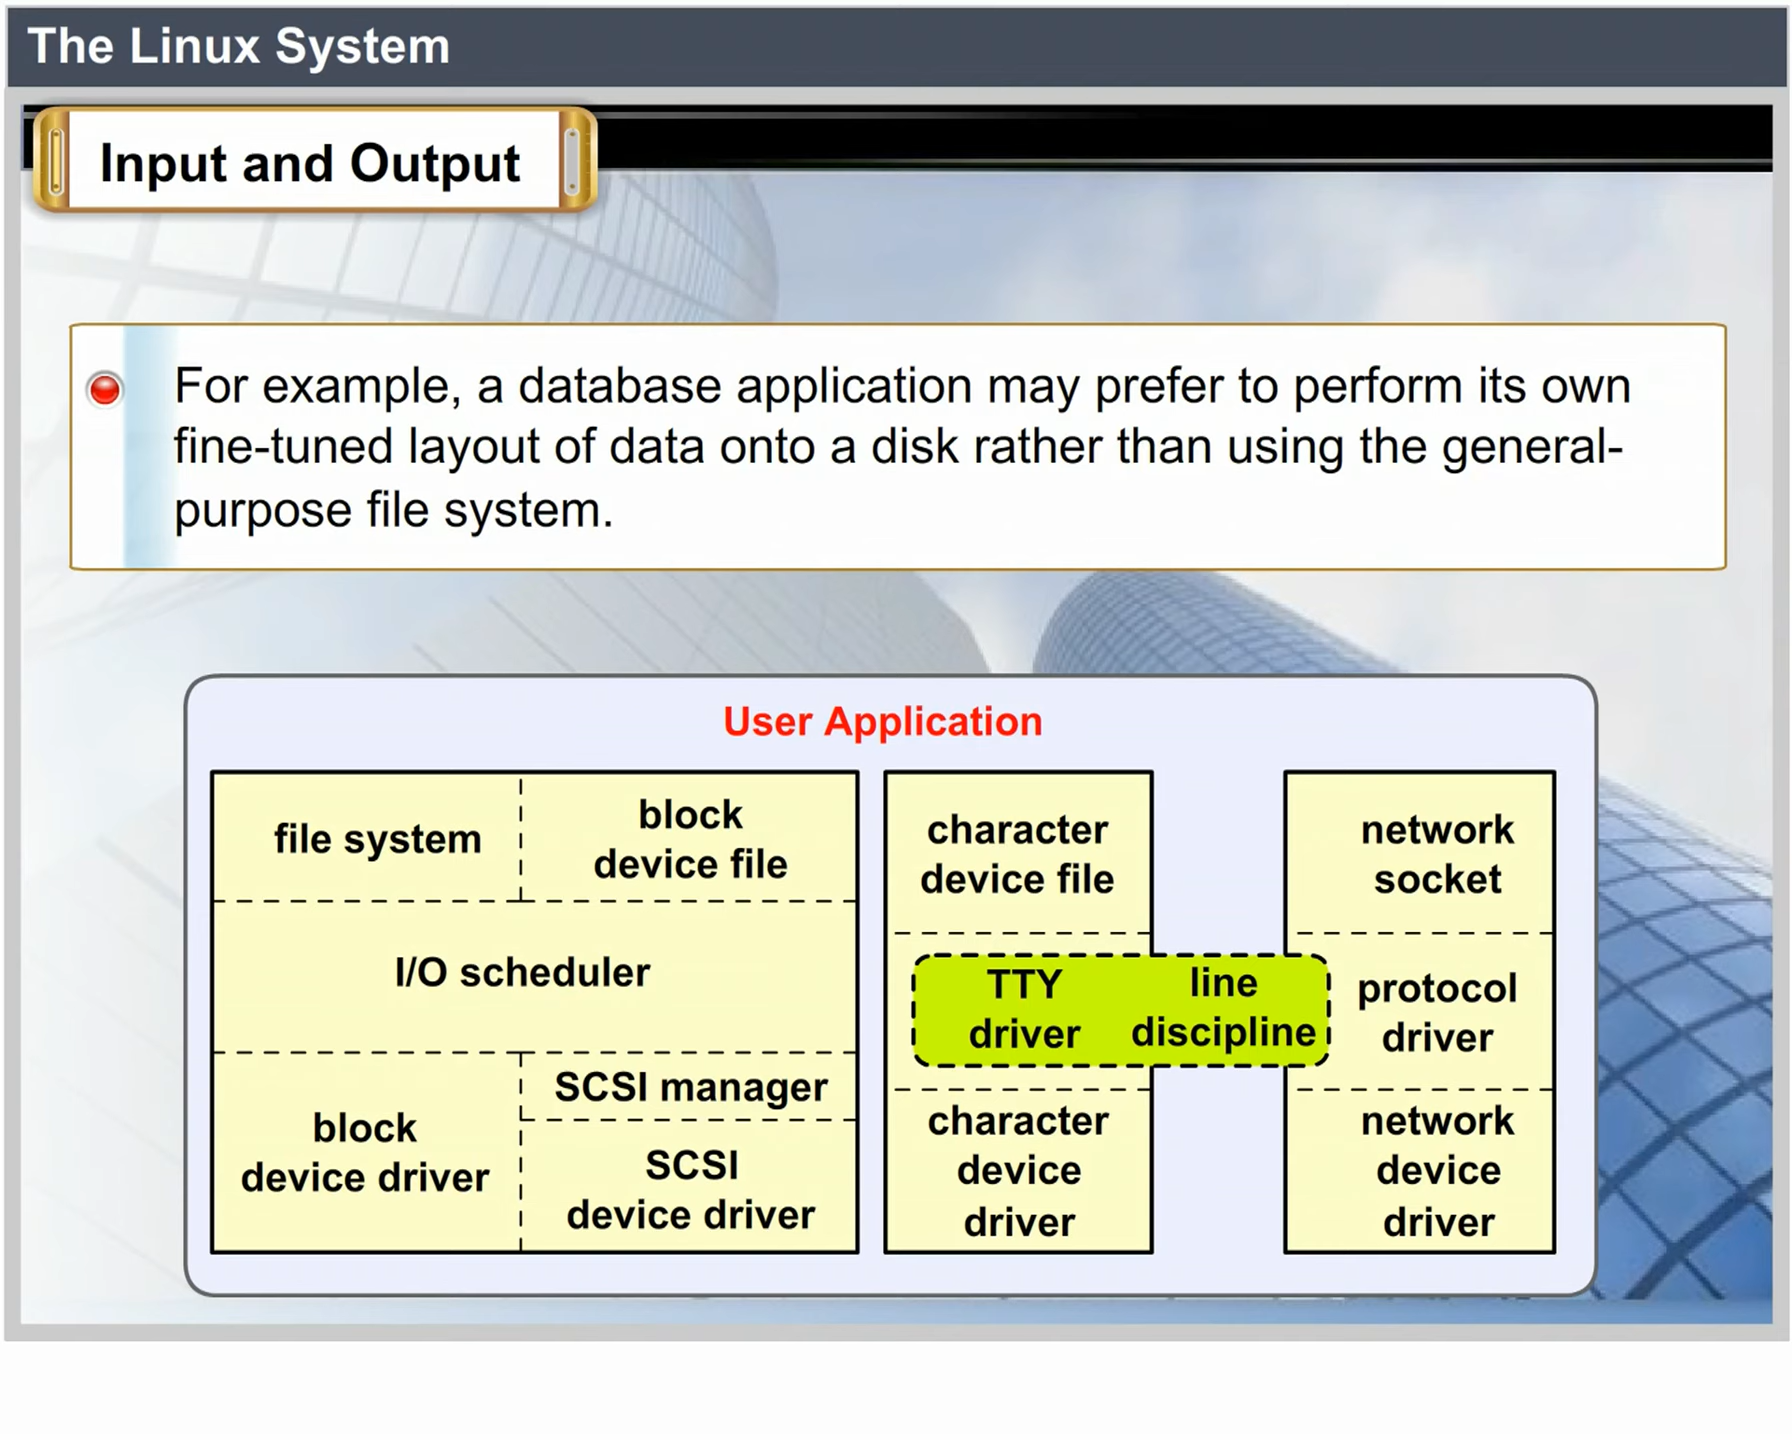 The Linux System
Input and Output
For example, a database application may prefer to perform its own
fine-tuned layout of data onto a disk rather than using the general-
purpose file system.
User Application
file system
block
device file
I/O scheduler
block
device driver
SCSI manager
SCSI
device driver
character
device file
TTY
driver
line
discipline
character
device
driver
network
socket
protocol
driver
network
device
driver